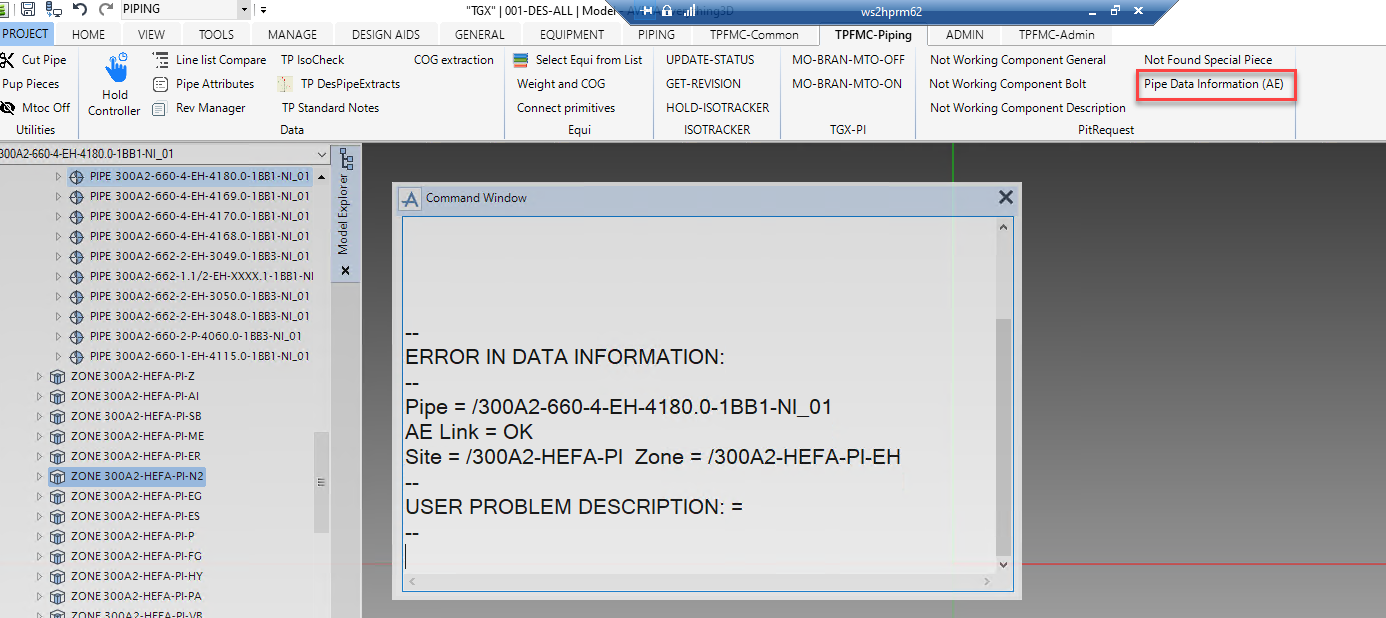 PIPING
"TGX" | 001-DES-ALL | Model -
ws2hprm62
PROJECT HOME VIEW TOOLS MANAGE DESIGN AIDS GENERAL EQUIPMENT PIPING TPFMC-Common TPFMC-Piping ADMIN TPFMC-Admin
Cut Pipe
Pup Pieces
Mtoc Off
Utilities
Hold
Controller
Line list Compare
Pipe Attributes
Rev Manager
TP IsoCheck
TP DesPipeExtracts
TP Standard Notes
COG extraction
Data
Select Equi from List
Weight and COG
Connect primitives
Equi
UPDATE-STATUS
GET-REVISION
HOLD-ISOTRACKER
ISOTRACKER
MO-BRAN-MTO-OFF
MO-BRAN-MTO-ON
TGX-PI
Not Working Component General
Not Working Component Bolt
Not Working Component Description
Not Found Special Piece
Pipe Data Information (AE)
PitRequest
300A2-660-4-EH-4180.0-1BB1-NI_01
PIPE 300A2-660-4-EH-4180.0-1BB1-NI_01
PIPE 300A2-660-4-EH-4169.0-1BB1-NI_01
PIPE 300A2-660-4-EH-4170.0-1BB1-NI_01
PIPE 300A2-660-4-EH-4168.0-1BB1-NI_01
PIPE 300A2-662-2-EH-3049.0-1BB3-NI_01
PIPE 300A2-662-1.1/2-EH-XXXX.1-1BB1-NI
PIPE 300A2-662-2-EH-3050.0-1BB3-NI_01
PIPE 300A2-662-2-EH-3048.0-1BB3-NI_01
PIPE 300A2-660-2-P-4060.0-1BB3-NI_01
PIPE 300A2-660-1-EH-4115.0-1BB1-NI_01
ZONE 300A2-HEFA-PI-Z
ZONE 300A2-HEFA-PI-AI
ZONE 300A2-HEFA-PI-SB
ZONE 300A2-HEFA-PI-ME
ZONE 300A2-HEFA-PI-ER
ZONE 300A2-HEFA-PI-N2
ZONE 300A2-HEFA-PI-EG
ZONE 300A2-HEFA-PI-ES
ZONE 300A2-HEFA-PI-P
ZONE 300A2-HEFA-PI-FG
ZONE 300A2-HEFA-PI-HY
ZONE 300A2-HEFA-PI-PA
ZONE 300A2-HEFA-PI-VB
Model Explorer
Command Window
--
ERROR IN DATA INFORMATION:
--
Pipe = /300A2-660-4-EH-4180.0-1BB1-NI_01
AE Link = OK
Site = /300A2-HEFA-PI  Zone = /300A2-HEFA-PI-EH
--
USER PROBLEM DESCRIPTION: =
--